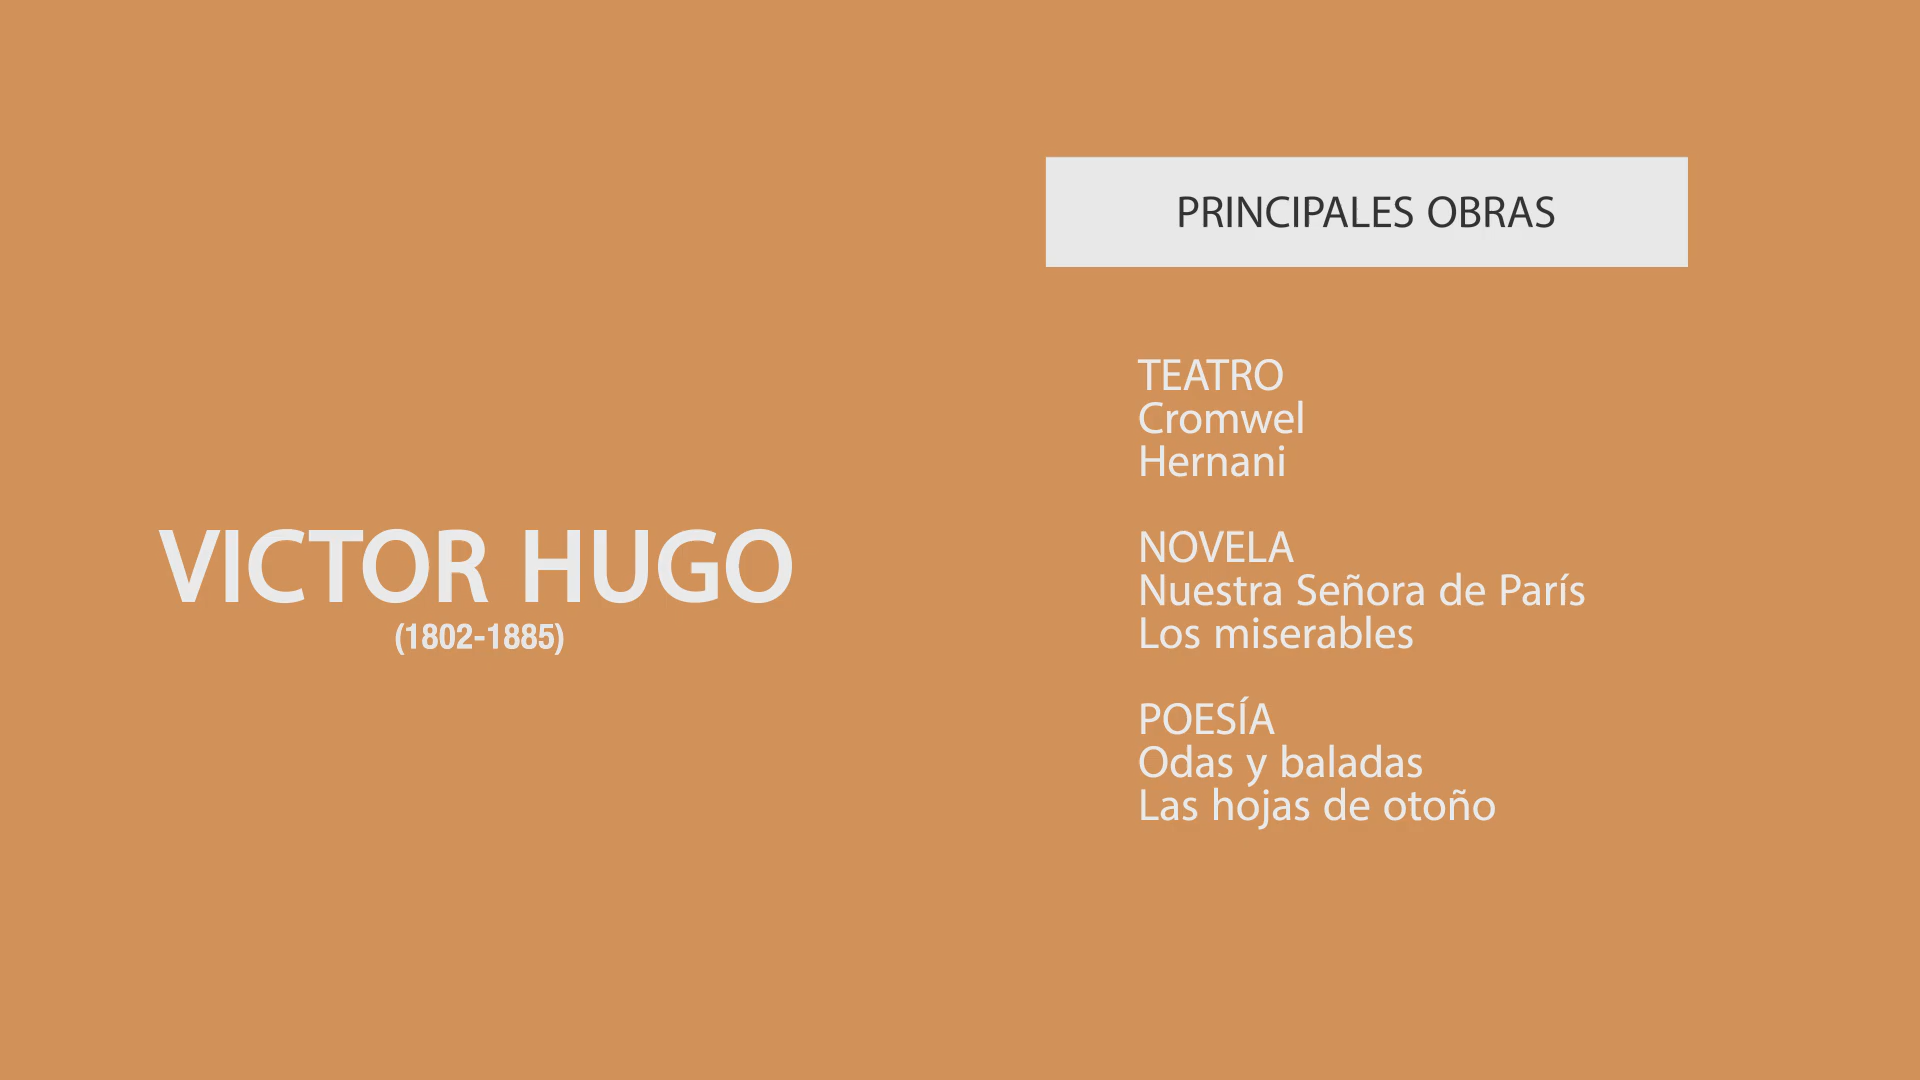 VICTOR HUGO
(1802-1885)
PRINCIPALES OBRAS
TEATRO
Cromwel
Hernani
NOVELA
Nuestra Señora de París
Los miserables
POESÍA
Odas y baladas
Las hojas de otoño